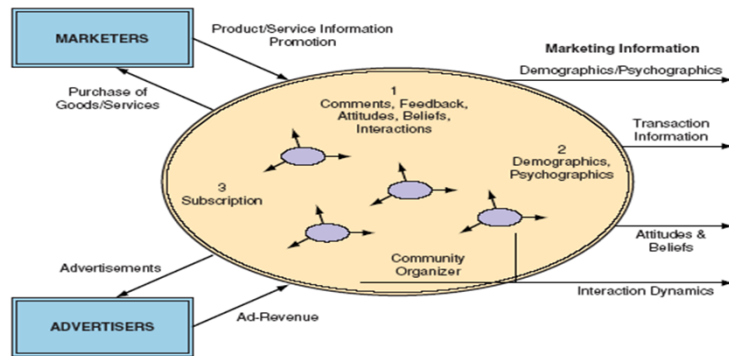 MARKETERS
Product/Service Information
Promotion
Purchase of
Goods/Services
Marketing Information
Demographics/Psychographics
1
Comments, Feedback,
Attitudes, Beliefs,
Interactions
Transaction
Information
2
Demographics,
Psychographics
3
Subscription
Attitudes &
Beliefs
Community
Organizer
Advertisements
Interaction Dynamics
ADVERTISERS
Ad-Revenue